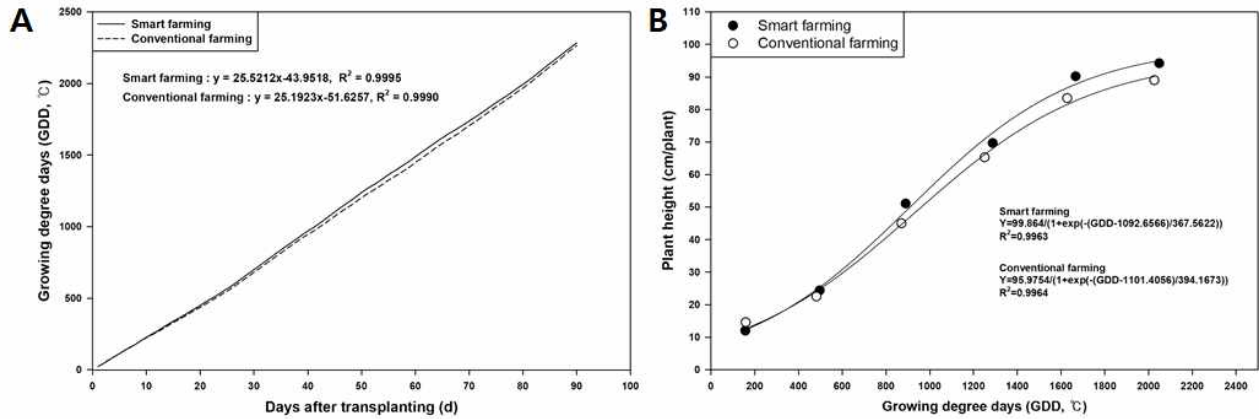 A
Smart farming
Conventional farming
Smart farming : y = 25.5212x-43.9518, R² = 0.9995
Conventional farming : y = 25.1923x-51.6257, R² = 0.9990
Growing degree days (GDD, ℃)
2500
2000
1500
1000
500
0
0 10 20 30 40 50 60 70 80 90 100
Days after transplanting (d)
B
Smart farming
Conventional farming
Plant height (cm/plant)
110
100
90
80
70
60
50
40
30
20
10
0
Smart farming
Y=99.864/(1+exp(-(GDD-1092.6566)/367.5622))
R²=0.9963
Conventional farming
Y=95.9754/(1+exp(-(GDD-1101.4056)/394.1673))
R²=0.9964
0 200 400 600 800 1000 1200 1400 1600 1800 2000 2200 2400
Growing degree days (GDD, ℃)